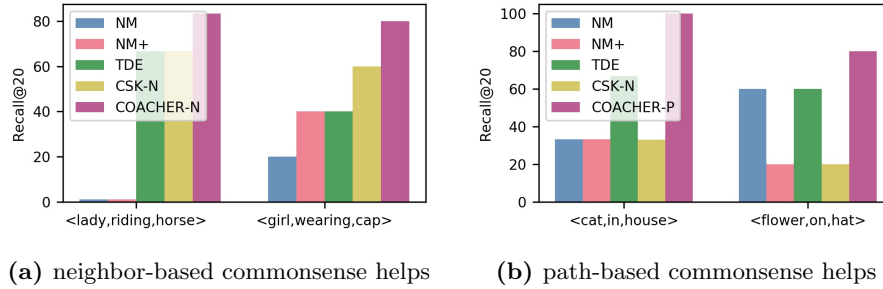 80
60
40
20
0
Recall@20
NM
NM+
TDE
CSK-N
COACHER-N
<lady,riding,horse>
<girl,wearing,cap>
(a) neighbor-based commonsense helps
100
80
60
40
20
0
Recall@20
NM
NM+
TDE
CSK-N
COACHER-P
<cat,in,house>
<flower,on,hat>
(b) path-based commonsense helps